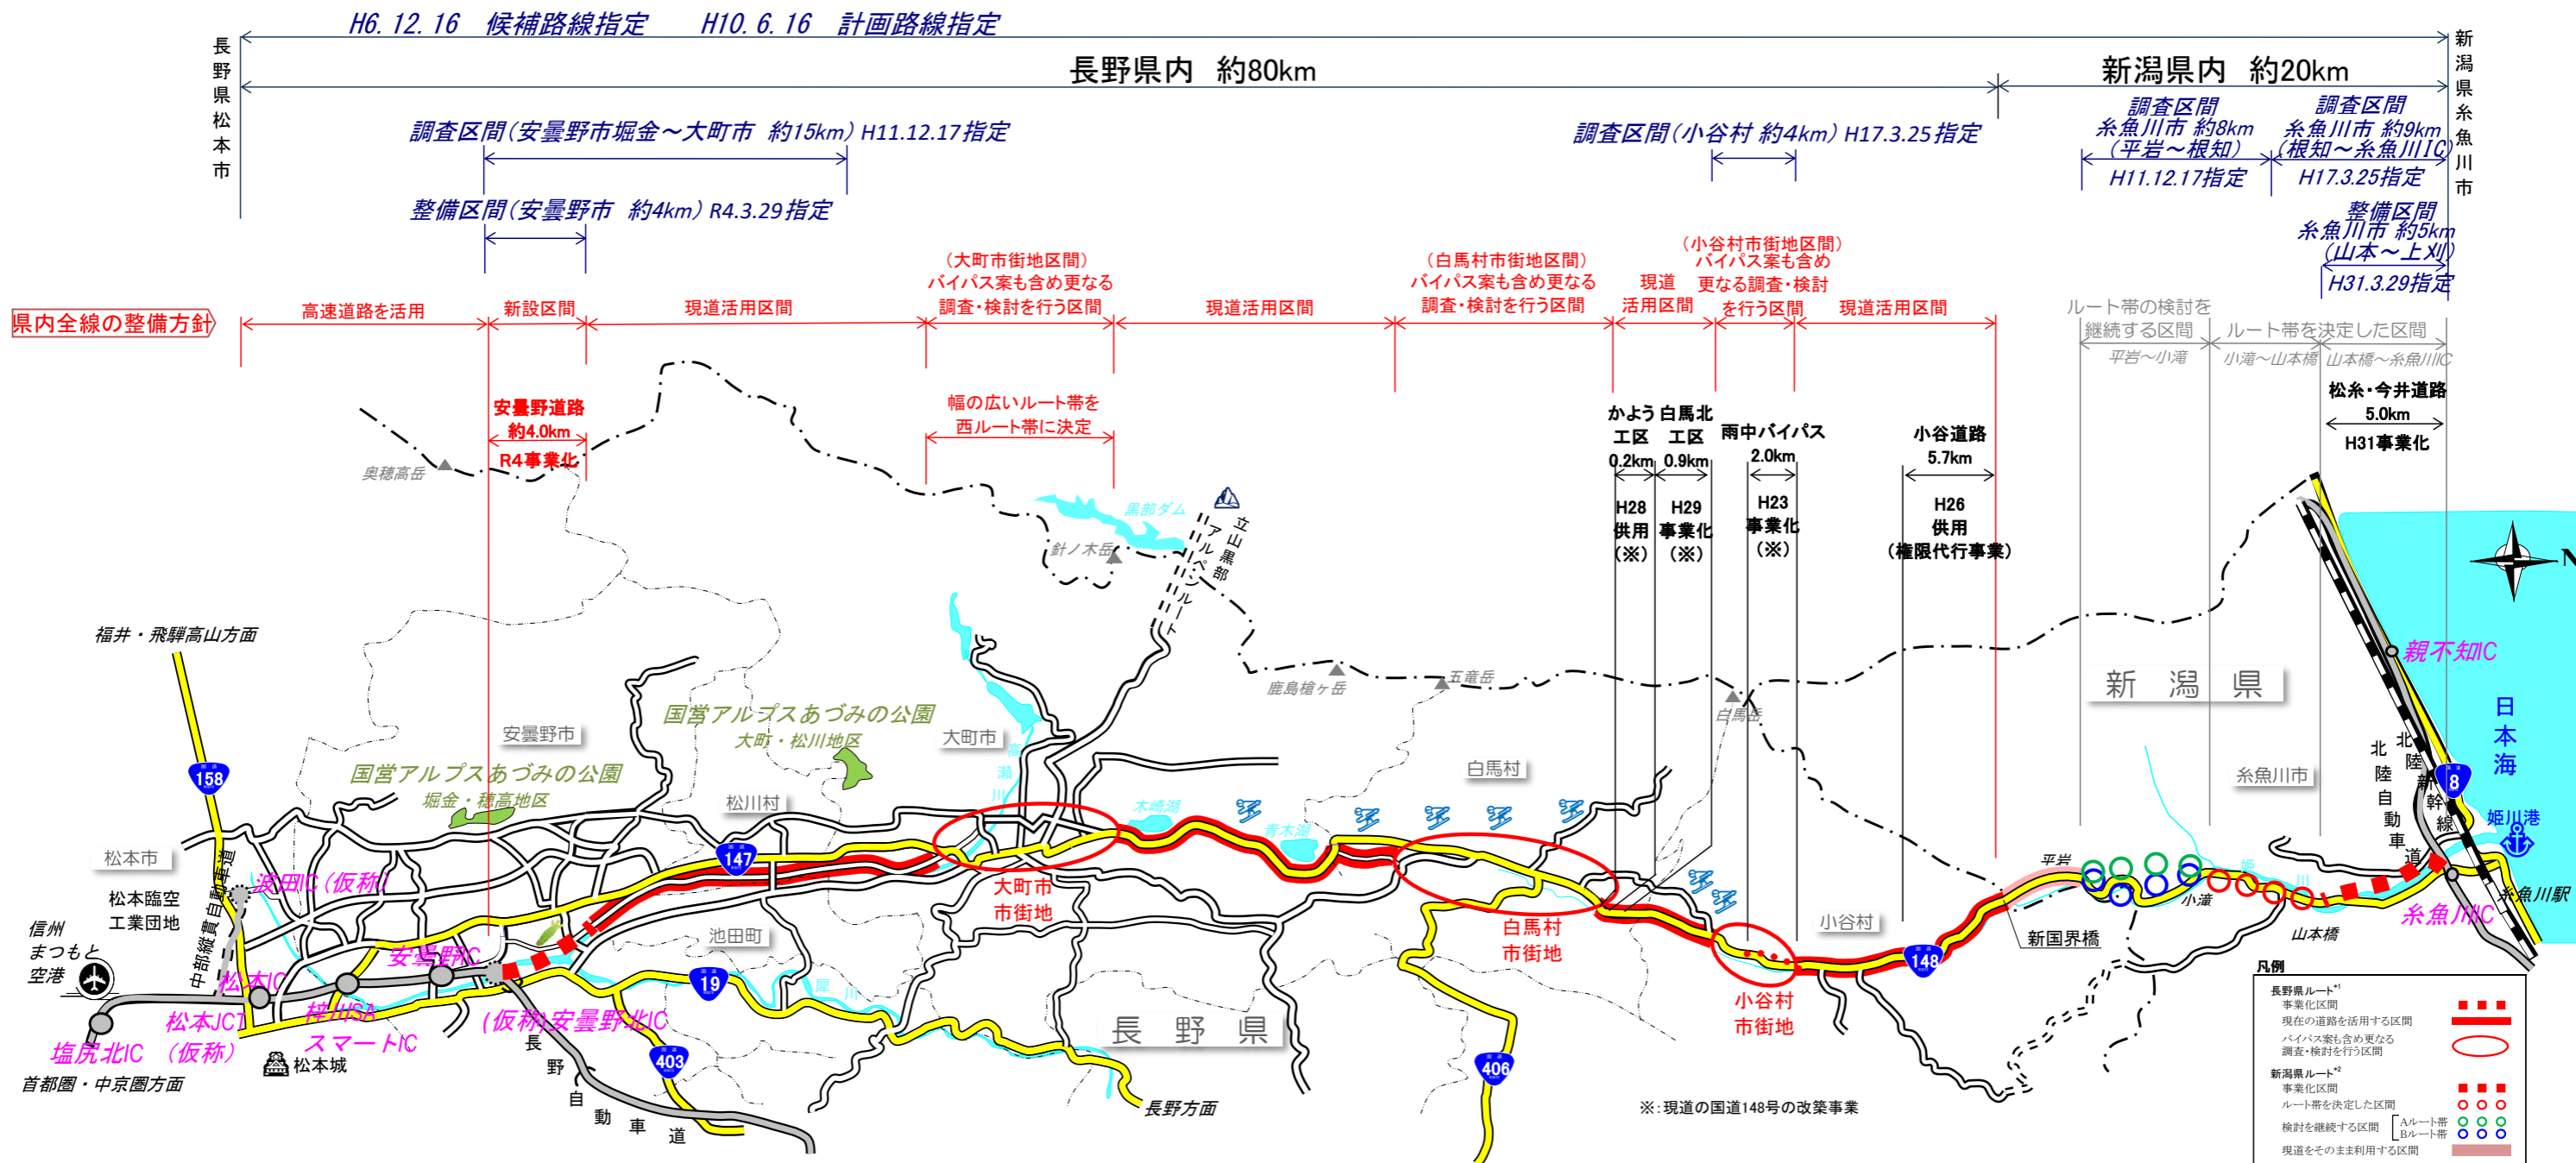 H6.12.16 候補路線指定 H10.6.16 計画路線指定
長野県松本市
新潟県糸魚川市
長野県内 約80km
新潟県内 約20km
調査区間(安曇野市堀金～大町市 約15km)H11.12.17指定
調査区間(小谷村 約4km)H17.3.25指定
調査区間
糸魚川市 約8km
(平岩～根知)
H11.12.17指定
調査区間
糸魚川市 約9km
(根知～糸魚川IC)
H17.3.25指定
整備区間(安曇野市 約4km)R4.3.29指定
整備区間
糸魚川市 約5km
(山本～上刈)
H31.3.29指定
県内全線の整備方針
高速道路を活用
新設区間
現道活用区間
(大町市街地区間)
バイパス案も含め更なる
調査・検討を行う区間
現道活用区間
(白馬村市街地区間)
バイパス案も含め更なる
調査・検討を行う区間
現道
活用区間
(小谷村市街地区間)
バイパス案も含め
更なる調査・検討
を行う区間
現道活用区間
ルート帯の検討を
継続する区間
平岩～小滝
ルート帯を決定した区間
小滝～山本橋
山本橋～糸魚川IC
安曇野道路
約4.0km
R4事業化
幅の広いルート帯を
西ルート帯に決定
かよう
工区
0.2km
H28
供用
(※)
白馬北
工区
0.9km
H29
事業化
(※)
雨中バイパス
2.0km
H23
事業化
(※)
小谷道路
5.7km
H26
供用
(権限代行事業)
松糸・今井道路
5.0km
H31事業化
奥穂高岳
黒部ダム
針ノ木岳
立山黒部
アルペンルート
鹿島槍ヶ岳
五竜岳
白馬岳
N
親不知IC
新潟県
日本海
福井・飛騨高山方面
158
安曇野市
国営アルプスあづみの公園
堀金・穂高地区
国営アルプスあづみの公園
大町・松川地区
大町市
高瀬川
松川村
147
木崎湖
青木湖
白馬村
糸魚川市
北陸新幹線
北陸自動車道
8
姫川港
糸魚川駅
糸魚川IC
松本市
松本臨空
工業団地
信州
まつもと
空港
波田IC(仮称)
中部縦貫自動車道
松本IC
松本JCT
(仮称)
塩尻北IC
首都圏・中京圏方面
梓川SA
スマートIC
安曇野IC
(仮称)安曇野北IC
松本城
長野自動車道
403
19
池田町
犀川
長野県
長野方面
大町市
市街地
白馬村
市街地
406
小谷村
市街地
小谷村
148
新国界橋
平岩
小滝
姫川
山本橋
※:現道の国道148号の改築事業
凡例
長野県ルート*1
事業化区間
現在の道路を活用する区間
バイパス案も含め更なる
調査・検討を行う区間
新潟県ルート*2
事業化区間
ルート帯を決定した区間
検討を継続する区間
Aルート帯
Bルート帯
現道をそのまま利用する区間